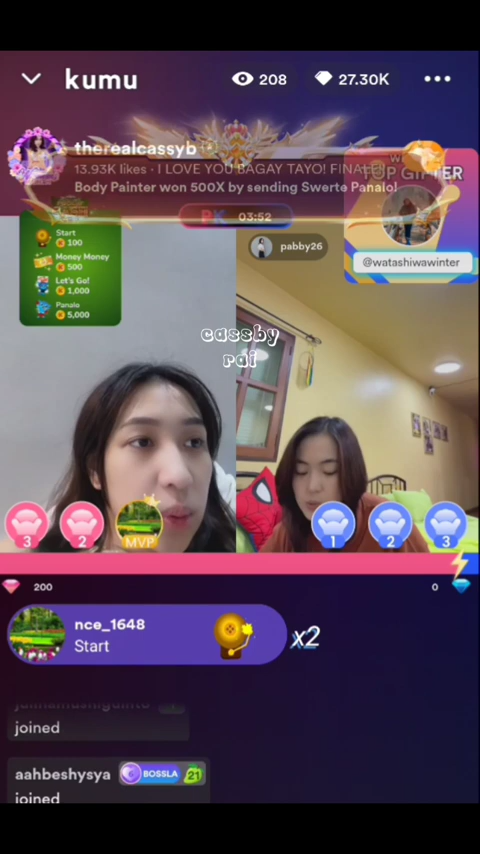 kumu
208
27.30K
therealcassyb
13.93K likes · I LOVE YOU BAGAY TAYO! FINALE
Body Painter won 500X by sending Swerte Panalo!
TOP GIFTER
PK 03:52
Start
100
Money Money
500
Let's Go!
1,000
Panalo
5,000
pabby26
@watashiwawinter
cassby
rai
3
2
MVP
1
2
3
200
0
nce_1648
Start
x2
joined
aahbeshysya
6 BOSSLA 21
joined